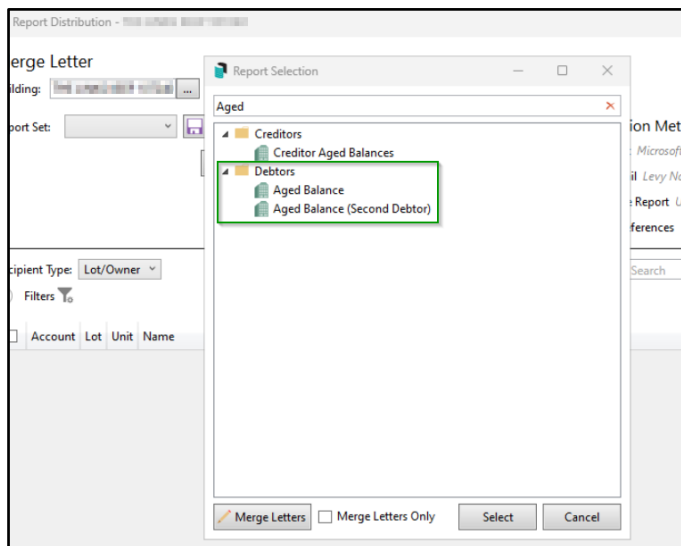 Report Distribution -
erge Letter
Report Selection
ilding:
...
Aged
port Set:
Creditors
Creditor Aged Balances
Debtors
Aged Balance
Aged Balance (Second Debtor)
ion Met
Microsoft
il Levy No
Report U
ferences
cipient Type: Lot/Owner
Search
Filters
Account Lot Unit Name
Merge Letters
Merge Letters Only
Select
Cancel